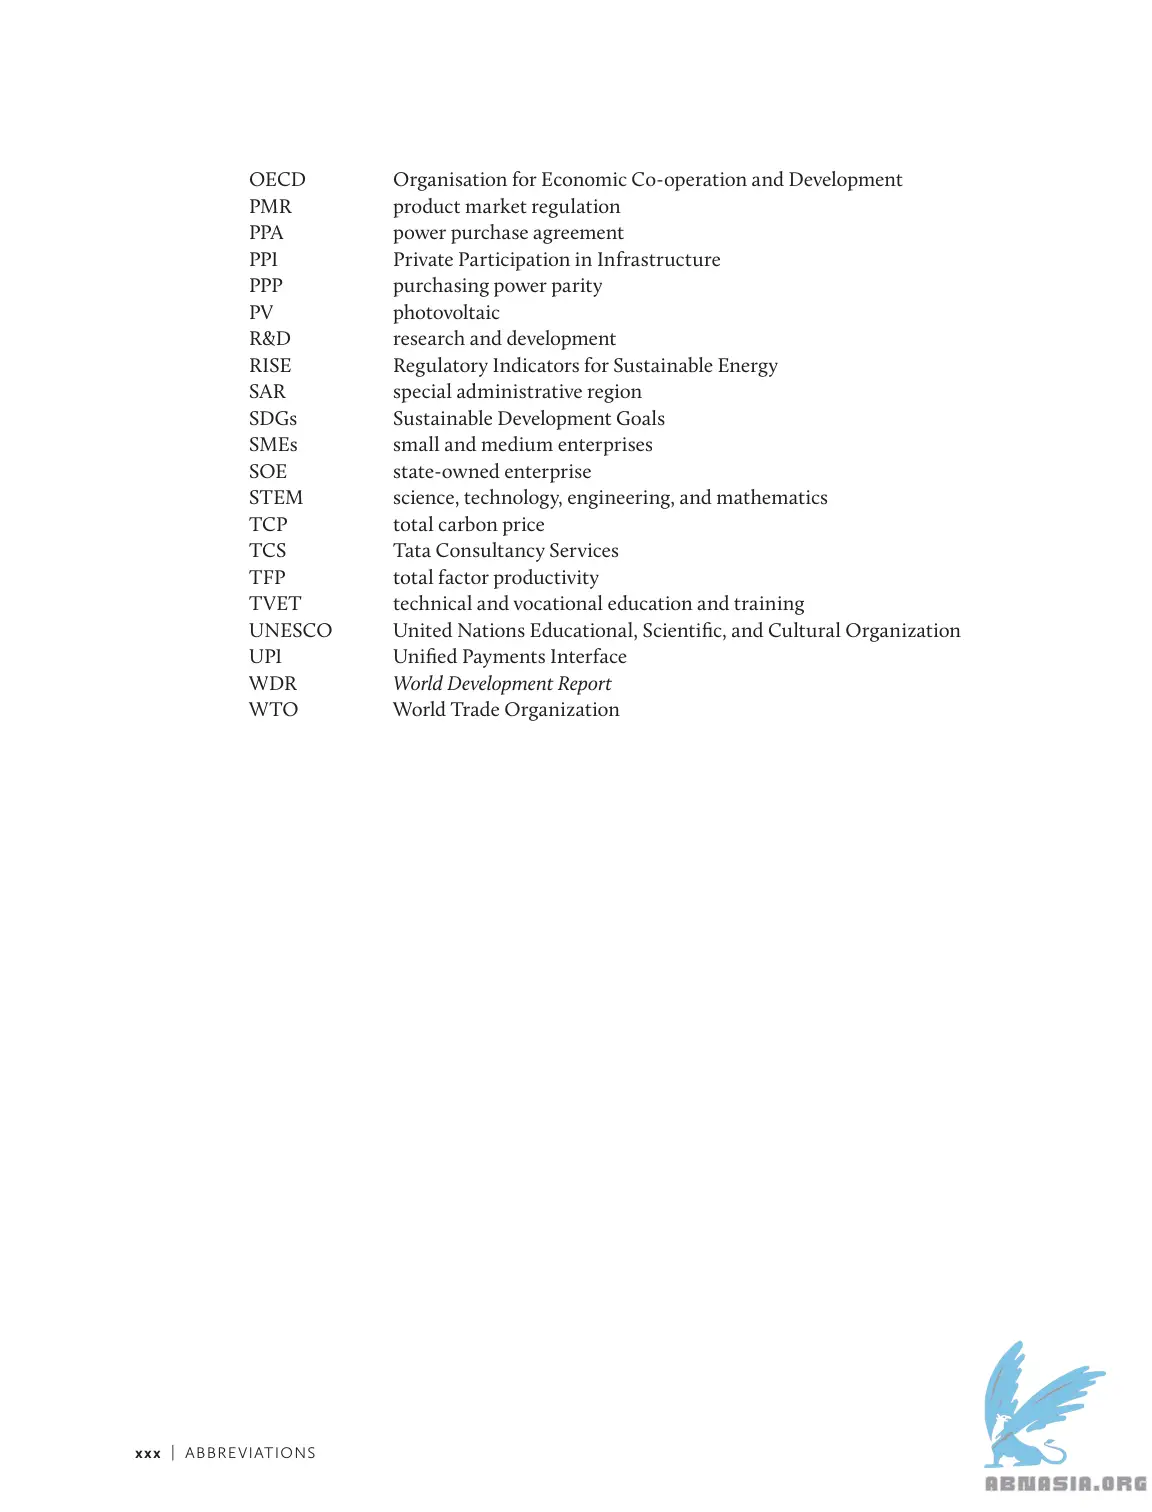 OECD Organisation for Economic Co-operation and Development
PMR product market regulation
PPA power purchase agreement
PPI Private Participation in Infrastructure
PPP purchasing power parity
PV photovoltaic
R&D research and development
RISE Regulatory Indicators for Sustainable Energy
SAR special administrative region
SDGs Sustainable Development Goals
SMEs small and medium enterprises
SOE state-owned enterprise
STEM science, technology, engineering, and mathematics
TCP total carbon price
TCS Tata Consultancy Services
TFP total factor productivity
TVET technical and vocational education and training
UNESCO United Nations Educational, Scientific, and Cultural Organization
UPI Unified Payments Interface
WDR World Development Report
WTO World Trade Organization
xxx | ABBREVIATIONS
ABNASIA.ORG